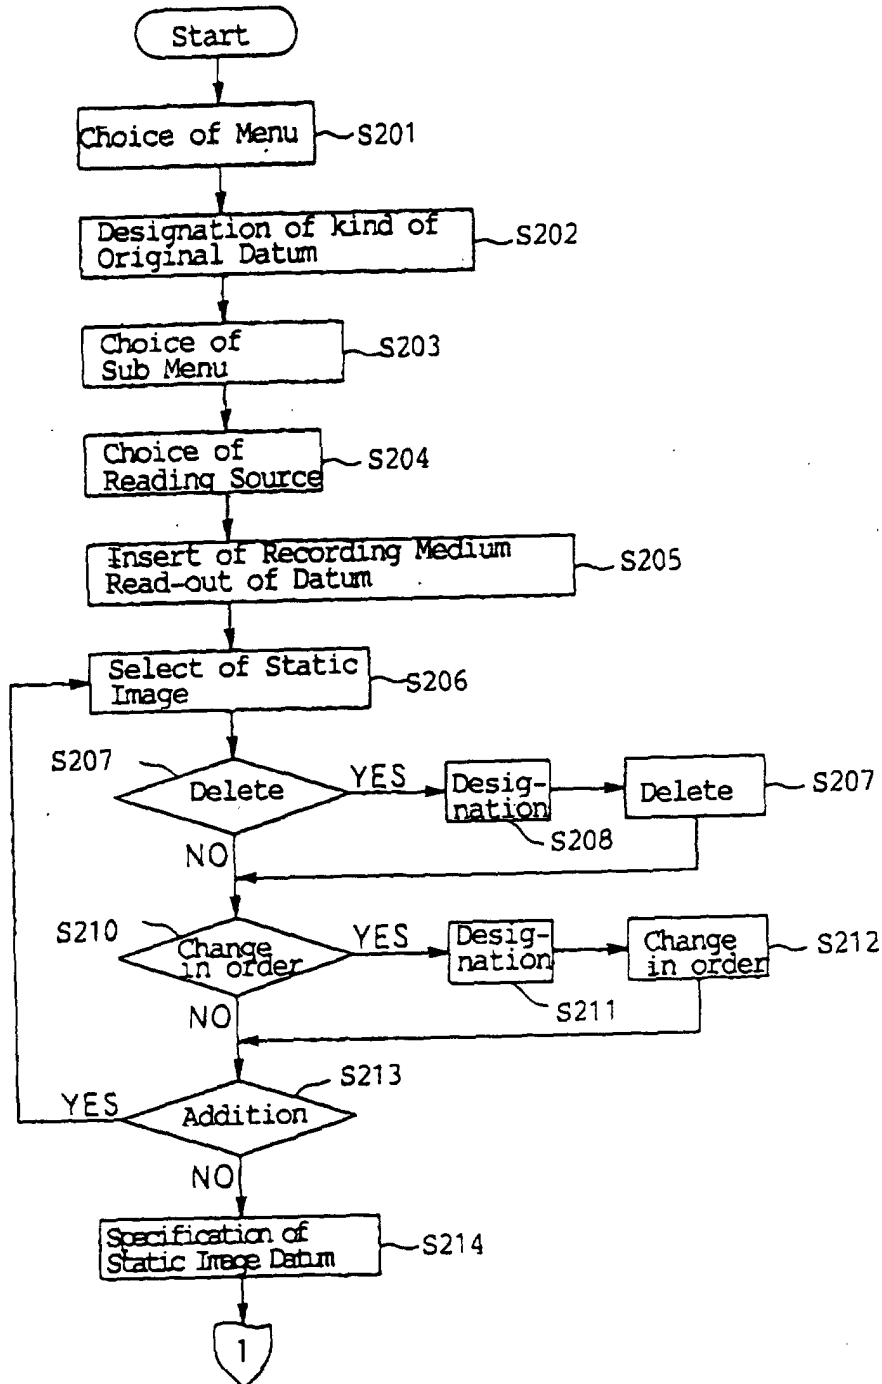 Start
Choice of Menu
S201
Designation of kind of
Original Datum
S202
Choice of
Sub Menu
S203
Choice of
Reading Source
S204
Insert of Recording Medium
Read-out of Datum
S205
Select of Static
Image
S206
S207
Delete
YES
Desig-
nation
S208
Delete
S207
NO
S210
Change
in order
YES
Desig-
nation
S211
Change
in order
S212
NO
S213
YES
Addition
NO
Specification of
Static Image Datum
S214
1